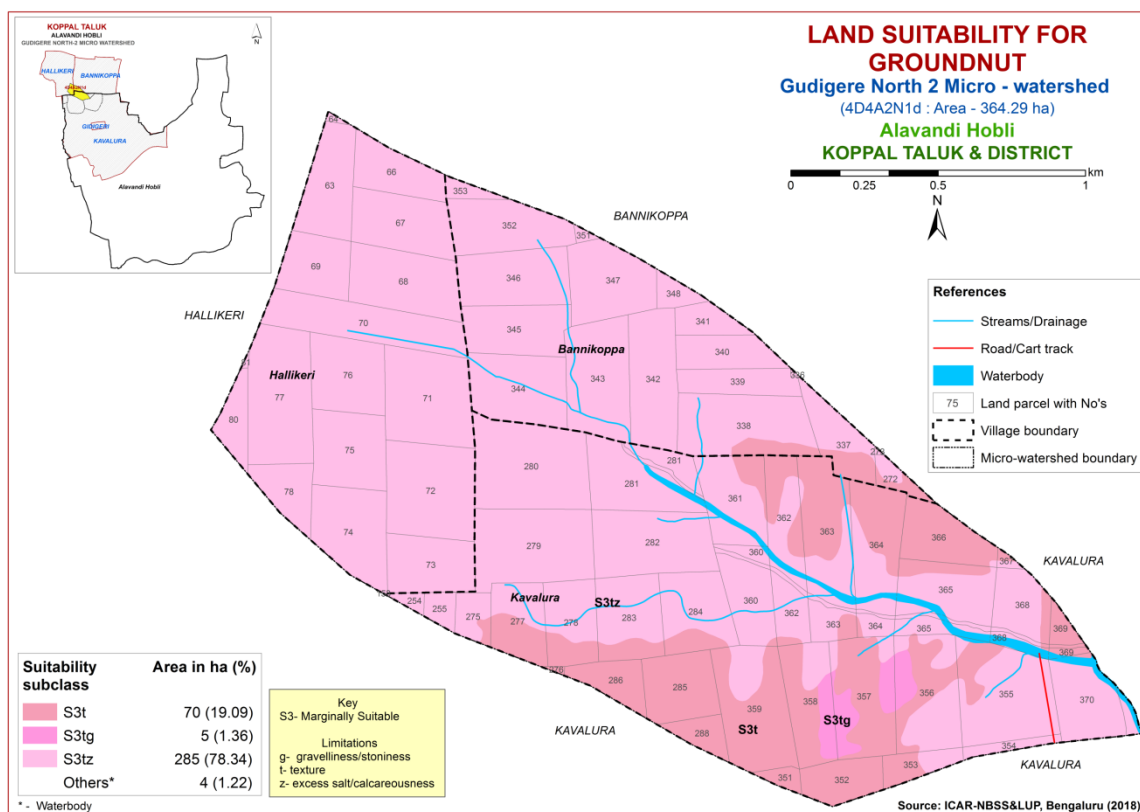 KOPPAL TALUK
ALAVANDI HOBLI
GUDIGERE NORTH-2 MICRO WATERSHED
N
HALLIKERI
BANNIKOPPA
GIDIGERI
KAVALURA
Alavandi Hobli
LAND SUITABILITY FOR
GROUNDNUT
Gudigere North 2 Micro - watershed
(4D4A2N1d : Area - 364.29 ha)
Alavandi Hobli
KOPPAL TALUK & DISTRICT
km
0 0.25 0.5 1
N
References
Streams/Drainage
Road/Cart track
Waterbody
75 Land parcel with No's
Village boundary
Micro-watershed boundary
64
63
66
353
67
352
351
BANNIKOPPA
69
68
346
347
348
HALLIKERI
70
345
341
340
Bannikoppa
Hallikeri
76
77
71
344
343
342
339
80
338
337
75
280
281
281
272
78
72
361
362
363
364
366
74
279
282
360
367
KAVALURA
73
365
368
254
255
275
Kavalura
S3tz
277
278
283
284
360
362
363
364
365
368
369
369
286
285
359
358
357
356
355
370
288
S3t
S3tg
KAVALURA
351
352
353
354
KAVALURA
Suitability
subclass
Area in ha (%)
S3t 70 (19.09)
S3tg 5 (1.36)
S3tz 285 (78.34)
Others* 4 (1.22)
* - Waterbody
Key
S3- Marginally Suitable
Limitations
g- gravelliness/stoniness
t- texture
z- excess salt/calcareousness
Source: ICAR-NBSS&LUP, Bengaluru (2018)